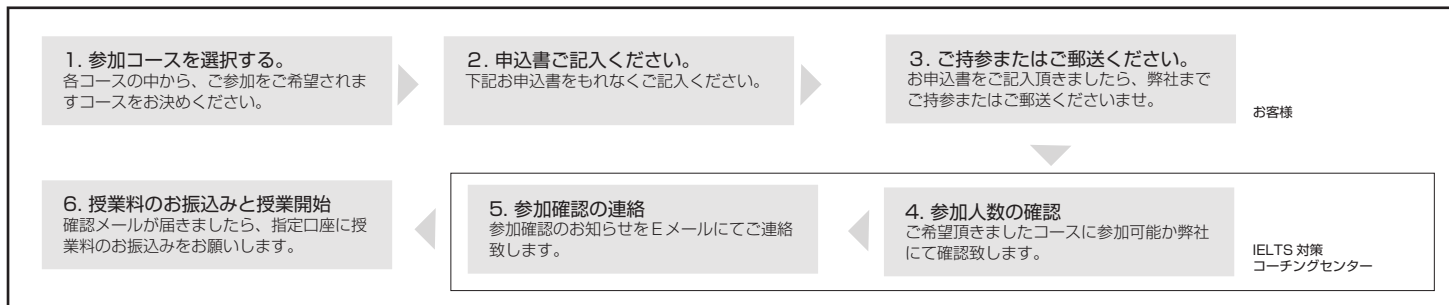 1. 参加コースを選択する。
各コースの中から、ご参加をご希望されま
すコースをお決めください。
2. 申込書ご記入ください。
下記お申込書をもれなくご記入ください。
3. ご持参またはご郵送ください。
お申込書をご記入頂きましたら、弊社まで
ご持参またはご郵送くださいませ。
お客様
4. 参加人数の確認
ご希望頂きましたコースに参加可能か弊社
にて確認致します。
IELTS 対策
コーチングセンター
5. 参加確認の連絡
参加確認のお知らせをEメールにてご連絡
致します。
6. 授業料のお振込みと授業開始
確認メールが届きましたら、指定口座に授
業料のお振込みをお願いします。